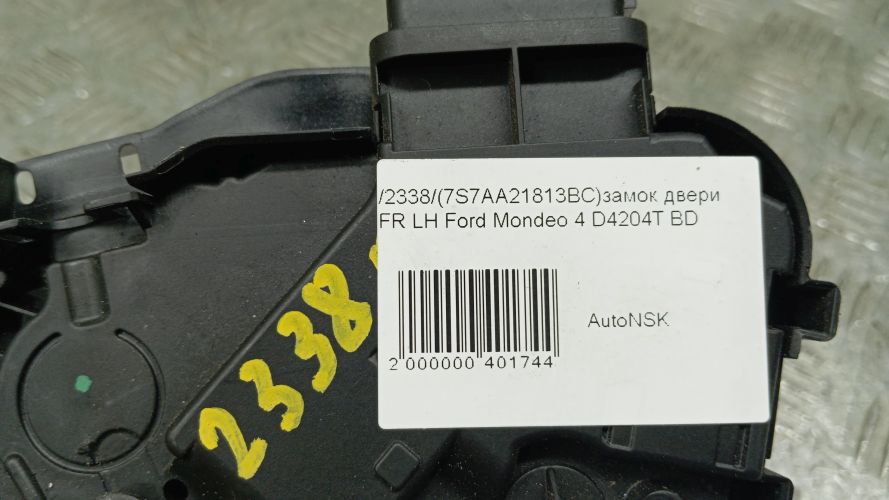 /2338/(7S7AA21813BC)замок двери
FR LH Ford Mondeo 4 D4204T BD
AutoNSK
2 000000 401744
2338